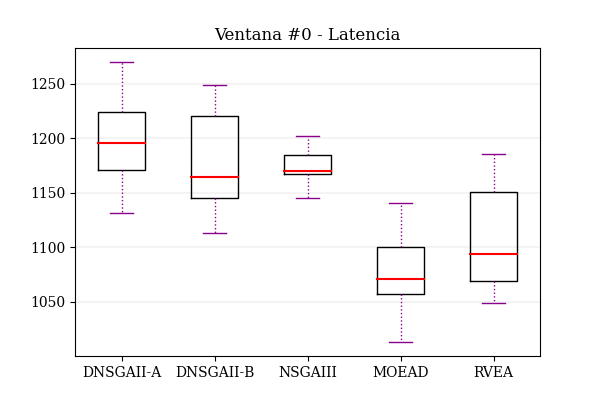 Ventana #0 - Latencia
1250
1200
1150
1100
1050
DNSGAII-A DNSGAII-B NSGAIII MOEAD RVEA